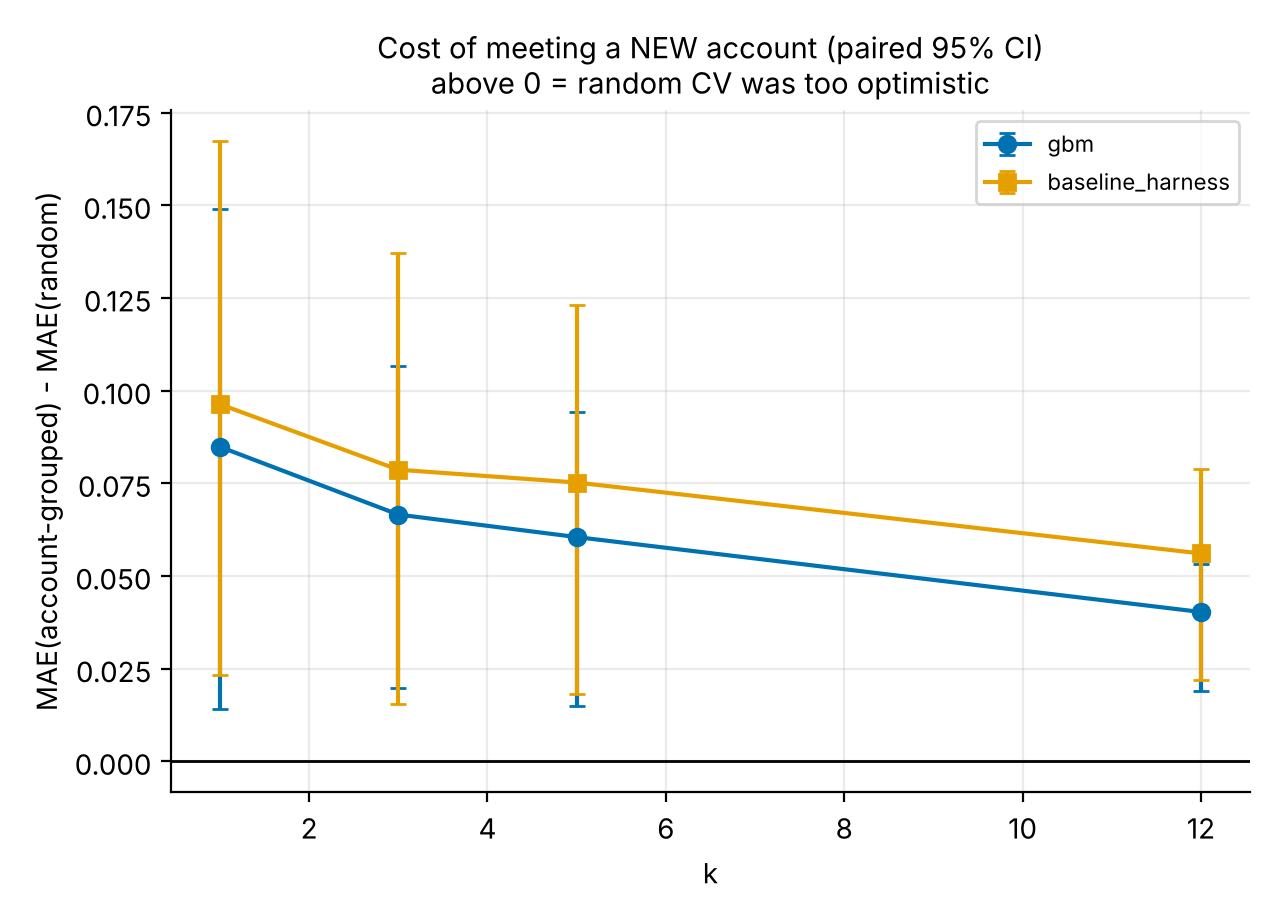 Cost of meeting a NEW account (paired 95% CI)
above 0 = random CV was too optimistic
gbm
baseline_harness
MAE(account-grouped) - MAE(random)
0.175
0.150
0.125
0.100
0.075
0.050
0.025
0.000
2 4 6 8 10 12
k